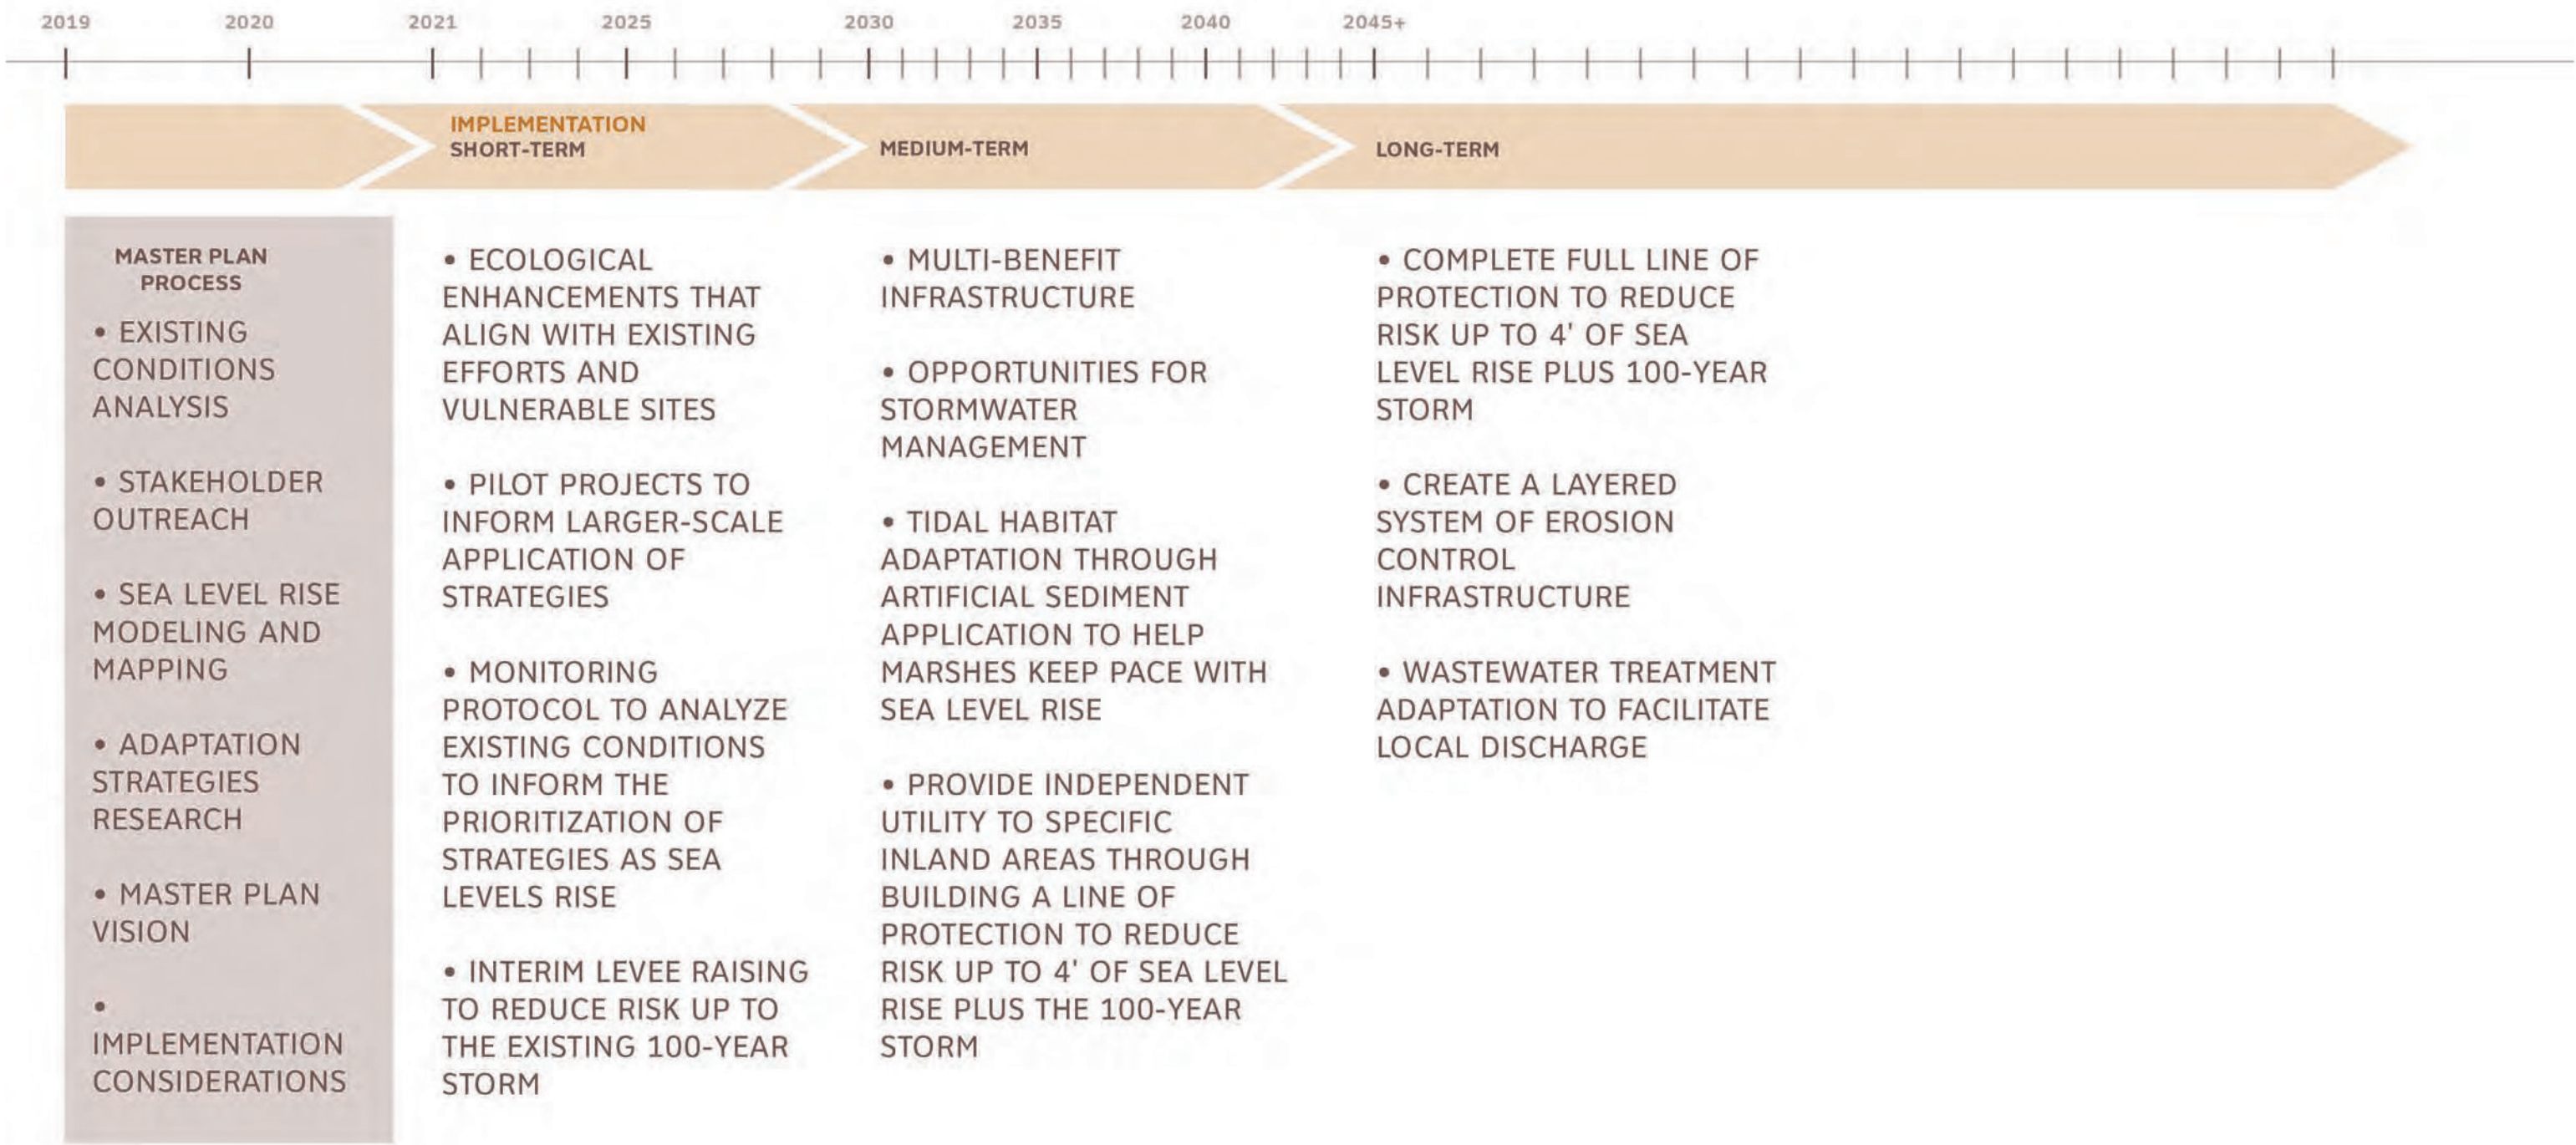 2019 2020 2021 2025 2030 2035 2040 2045+
IMPLEMENTATION
SHORT-TERM
MEDIUM-TERM
LONG-TERM
MASTER PLAN
PROCESS
• EXISTING
CONDITIONS
ANALYSIS
• STAKEHOLDER
OUTREACH
• SEA LEVEL RISE
MODELING AND
MAPPING
• ADAPTATION
STRATEGIES
RESEARCH
• MASTER PLAN
VISION
•
IMPLEMENTATION
CONSIDERATIONS
• ECOLOGICAL
ENHANCEMENTS THAT
ALIGN WITH EXISTING
EFFORTS AND
VULNERABLE SITES
• PILOT PROJECTS TO
INFORM LARGER-SCALE
APPLICATION OF
STRATEGIES
• MONITORING
PROTOCOL TO ANALYZE
EXISTING CONDITIONS
TO INFORM THE
PRIORITIZATION OF
STRATEGIES AS SEA
LEVELS RISE
• INTERIM LEVEE RAISING
TO REDUCE RISK UP TO
THE EXISTING 100-YEAR
STORM
• MULTI-BENEFIT
INFRASTRUCTURE
• OPPORTUNITIES FOR
STORMWATER
MANAGEMENT
• TIDAL HABITAT
ADAPTATION THROUGH
ARTIFICIAL SEDIMENT
APPLICATION TO HELP
MARSHES KEEP PACE WITH
SEA LEVEL RISE
• PROVIDE INDEPENDENT
UTILITY TO SPECIFIC
INLAND AREAS THROUGH
BUILDING A LINE OF
PROTECTION TO REDUCE
RISK UP TO 4' OF SEA LEVEL
RISE PLUS THE 100-YEAR
STORM
• COMPLETE FULL LINE OF
PROTECTION TO REDUCE
RISK UP TO 4' OF SEA
LEVEL RISE PLUS 100-YEAR
STORM
• CREATE A LAYERED
SYSTEM OF EROSION
CONTROL
INFRASTRUCTURE
• WASTEWATER TREATMENT
ADAPTATION TO FACILITATE
LOCAL DISCHARGE